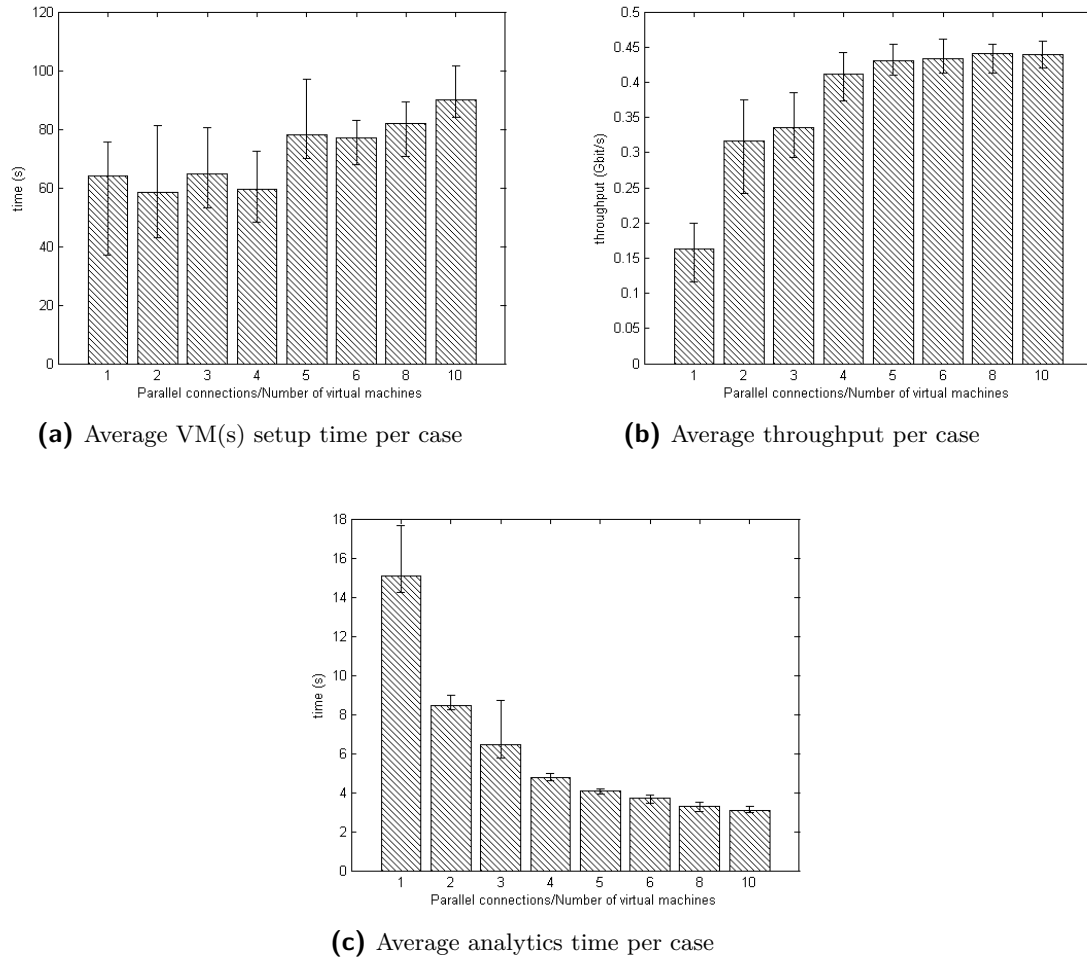 120
100
80
60
40
20
0
time (s)
1 2 3 4 5 6 8 10
Parallel connections/Number of virtual machines
(a) Average VM(s) setup time per case
0.5
0.45
0.4
0.35
0.3
0.25
0.2
0.15
0.1
0.05
0
throughput (Gbit/s)
1 2 3 4 5 6 8 10
Parallel connections/Number of virtual machines
(b) Average throughput per case
18
16
14
12
10
8
6
4
2
0
time (s)
1 2 3 4 5 6 8 10
Parallel connections/Number of virtual machines
(c) Average analytics time per case